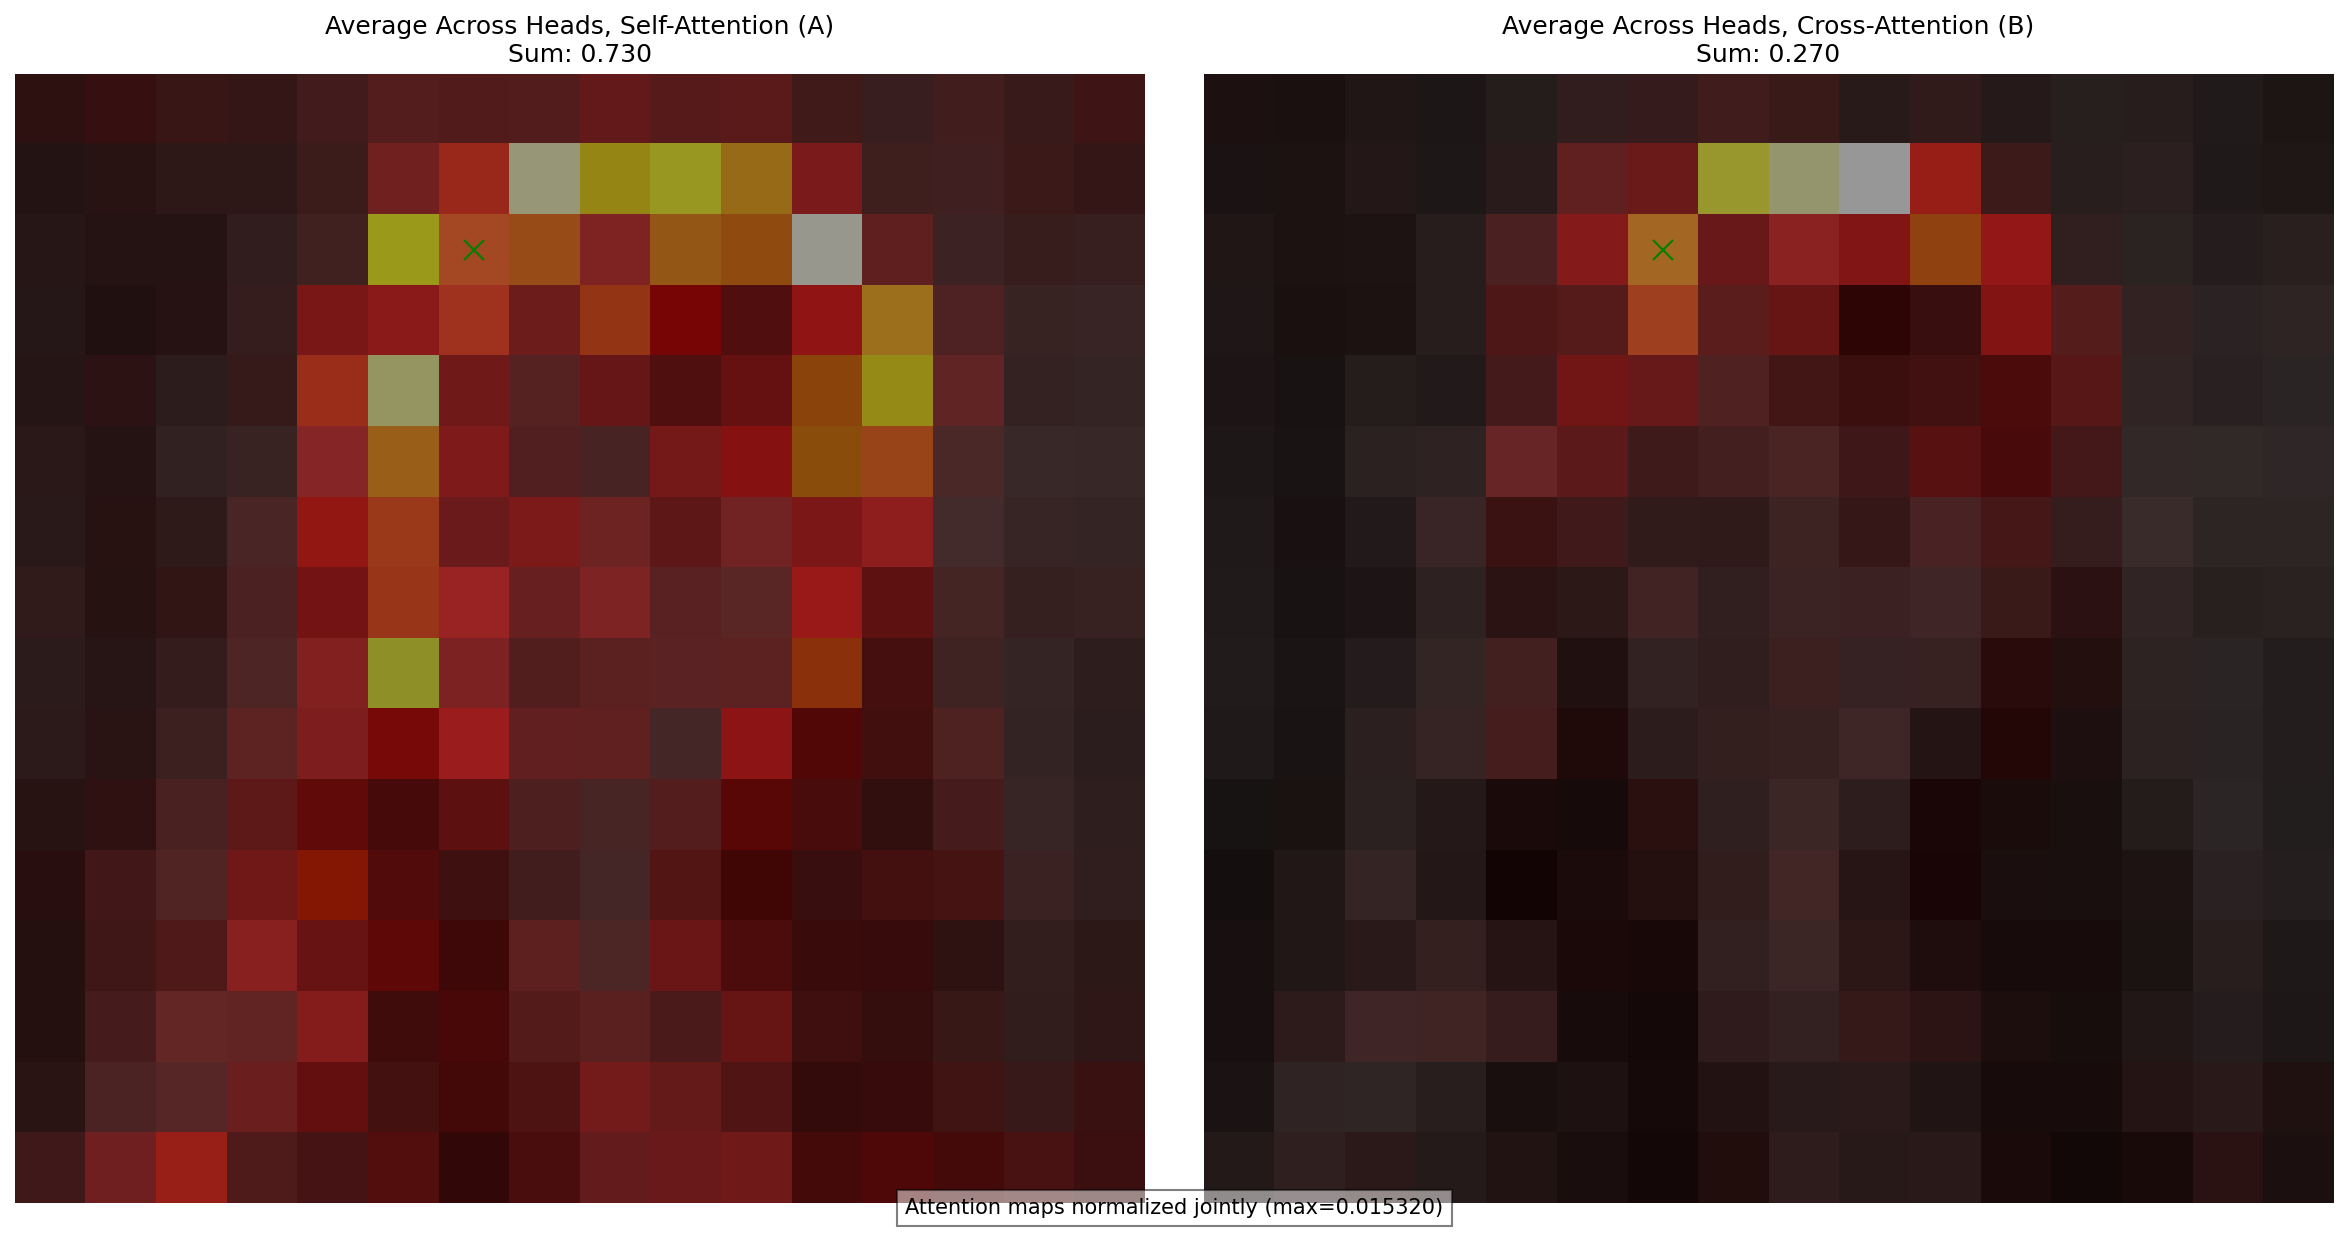 Average Across Heads, Self-Attention (A)
Sum: 0.730
Average Across Heads, Cross-Attention (B)
Sum: 0.270
Attention maps normalized jointly (max=0.015320)